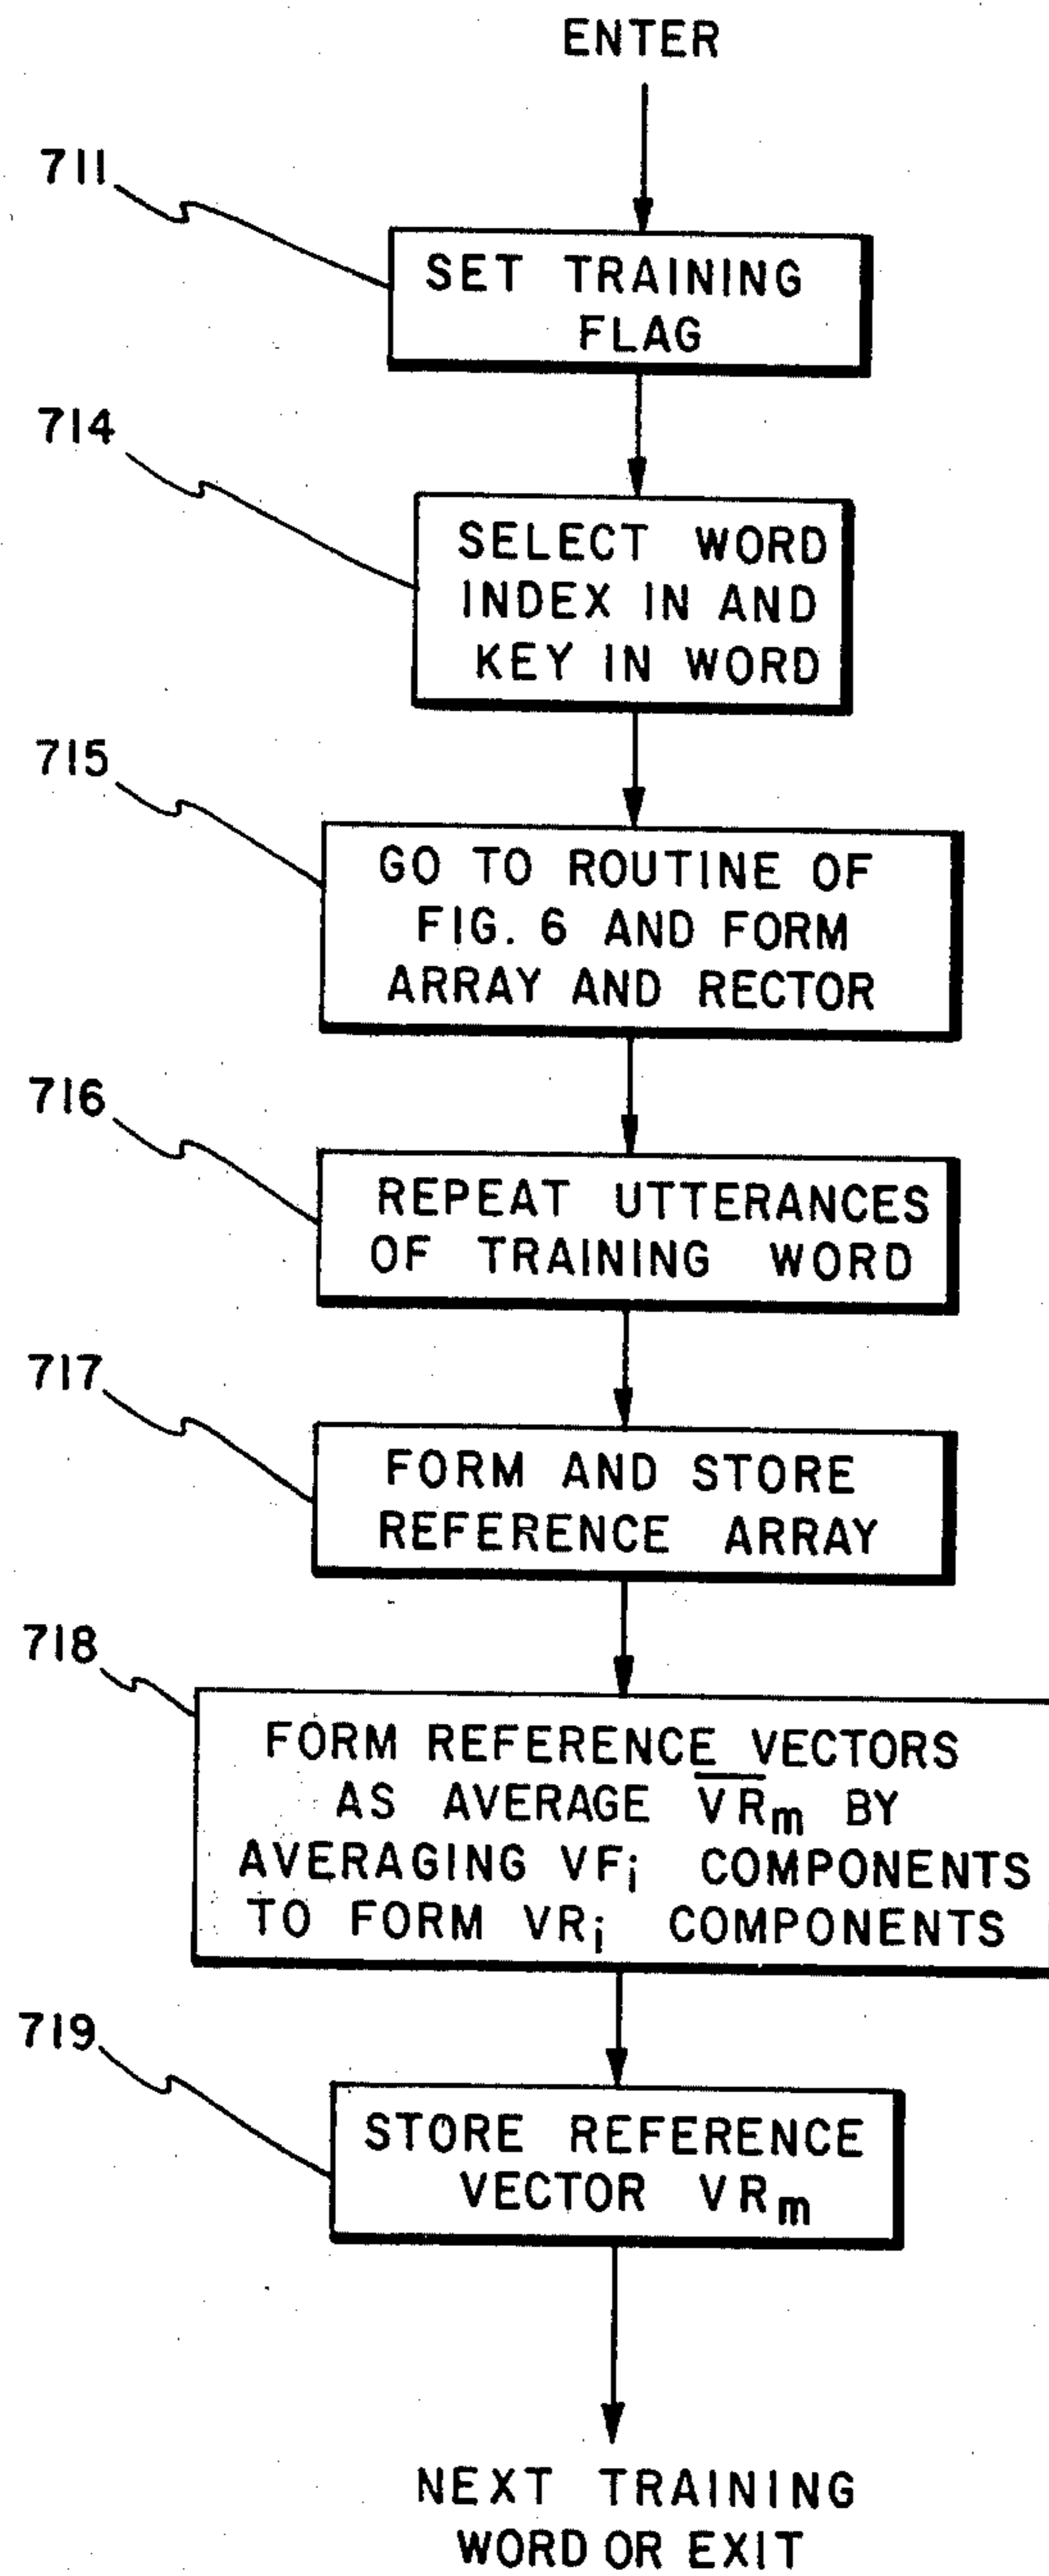 ENTER
711
SET TRAINING
FLAG
714
SELECT WORD
INDEX IN AND
KEY IN WORD
715
GO TO ROUTINE OF
FIG. 6 AND FORM
ARRAY AND RECTOR
716
REPEAT UTTERANCES
OF TRAINING WORD
717
FORM AND STORE
REFERENCE ARRAY
718
FORM REFERENCE VECTORS
AS AVERAGE V̅R̅ₘ BY
AVERAGING VFᵢ COMPONENTS
TO FORM VRᵢ COMPONENTS
719
STORE REFERENCE
VECTOR VRₘ
NEXT TRAINING
WORD OR EXIT